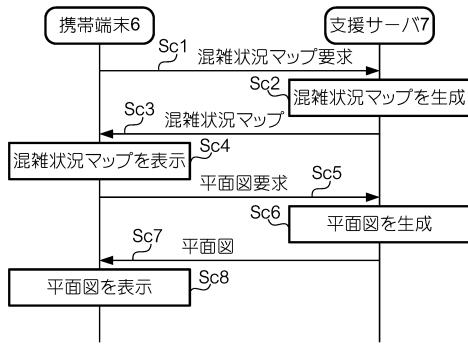 携帯端末6
支援サーバ7
Sc1
混雑状況マップ要求
Sc2
混雑状況マップを生成
Sc3
混雑状況マップ
混雑状況マップを表示
Sc4
平面図要求
Sc5
Sc6
平面図を生成
Sc7
平面図
平面図を表示
Sc8